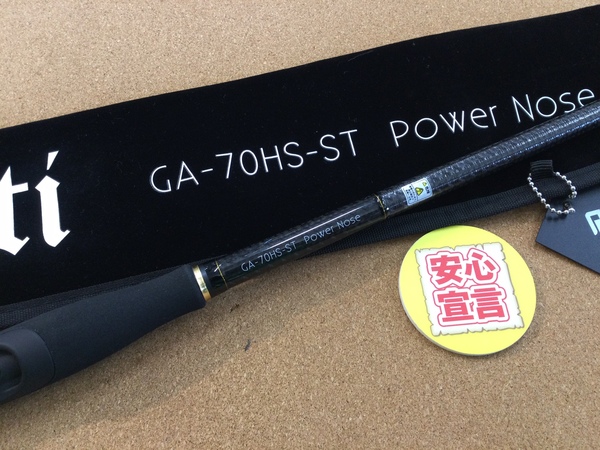 ti
GA-70HS-ST Power Nose
GA-70HS-ST Power Nose
安心
宣言